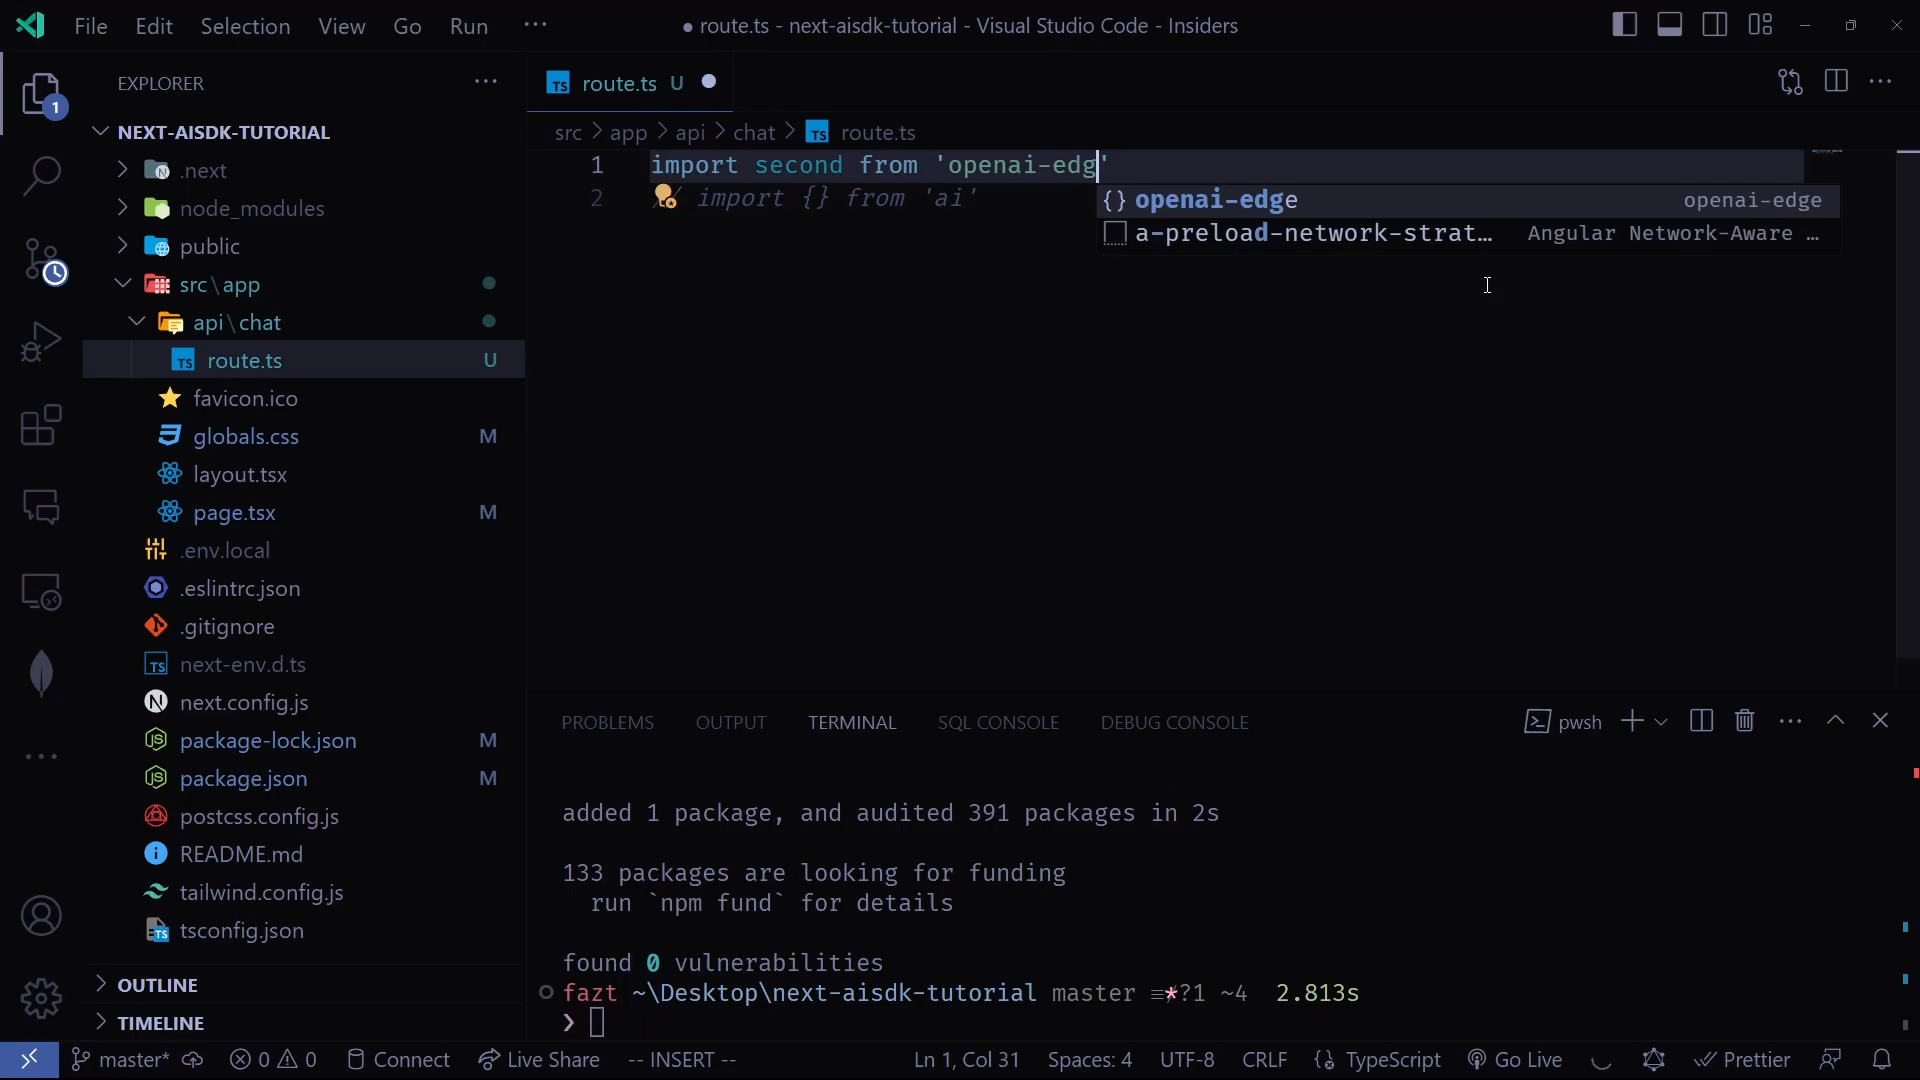 File Edit Selection View Go Run ···
● route.ts - next-aisdk-tutorial - Visual Studio Code - Insiders
EXPLORER ···
NEXT-AISDK-TUTORIAL
.next
node_modules
public
src\app
api\chat
route.ts U
favicon.ico
globals.css M
layout.tsx
page.tsx M
.env.local
.eslintrc.json
.gitignore
next-env.d.ts
next.config.js
package-lock.json M
package.json M
postcss.config.js
README.md
tailwind.config.js
tsconfig.json
OUTLINE
TIMELINE
1
TS route.ts U ●
src > app > api > chat > TS route.ts
1 import second from 'openai-edg'
2 // import {} from 'ai'
{} openai-edge openai-edge
a-preload-network-strat… Angular Network-Aware …
PROBLEMS OUTPUT TERMINAL SQL CONSOLE DEBUG CONSOLE
pwsh
added 1 package, and audited 391 packages in 2s
133 packages are looking for funding
run `npm fund` for details
found 0 vulnerabilities
fazt ~\Desktop\next-aisdk-tutorial master ≡*?1 ~4 2.813s
❯
master* 0 0 Connect Live Share -- INSERT -- Ln 1, Col 31 Spaces: 4 UTF-8 CRLF {} TypeScript Go Live Prettier